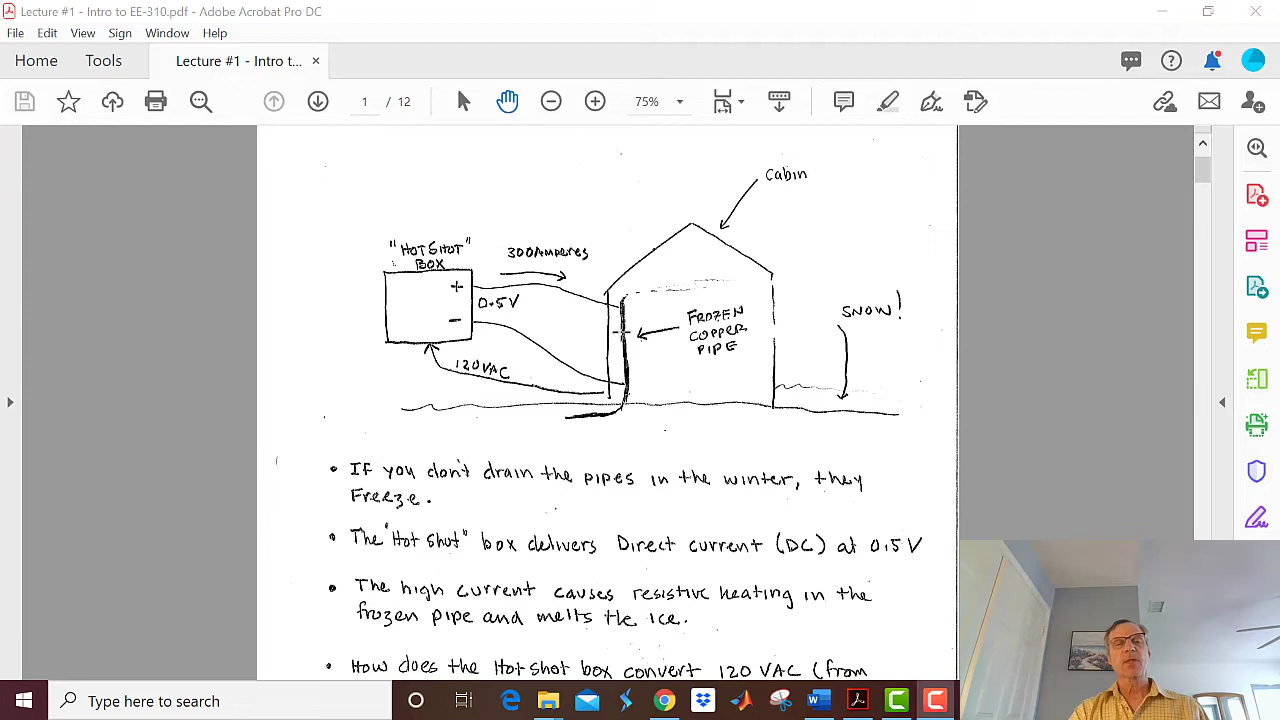 Lecture #1 - Intro to EE-310.pdf - Adobe Acrobat Pro DC
File Edit View Sign Window Help
Home Tools Lecture #1 - Intro t... ×
1 / 12 75%
Cabin
"HOT SHOT"
BOX
300 Amperes
+
0.5V
-
120 VAC
FROZEN
COPPER
PIPE
SNOW!
• If you don't drain the pipes in the winter, they
Freeze.
• The "Hot Shot" box delivers Direct current (DC) at 0.5V
• The high current causes resistive heating in the
frozen pipe and melts the ice.
• How does the Hot Shot box convert 120 VAC (from
Type here to search